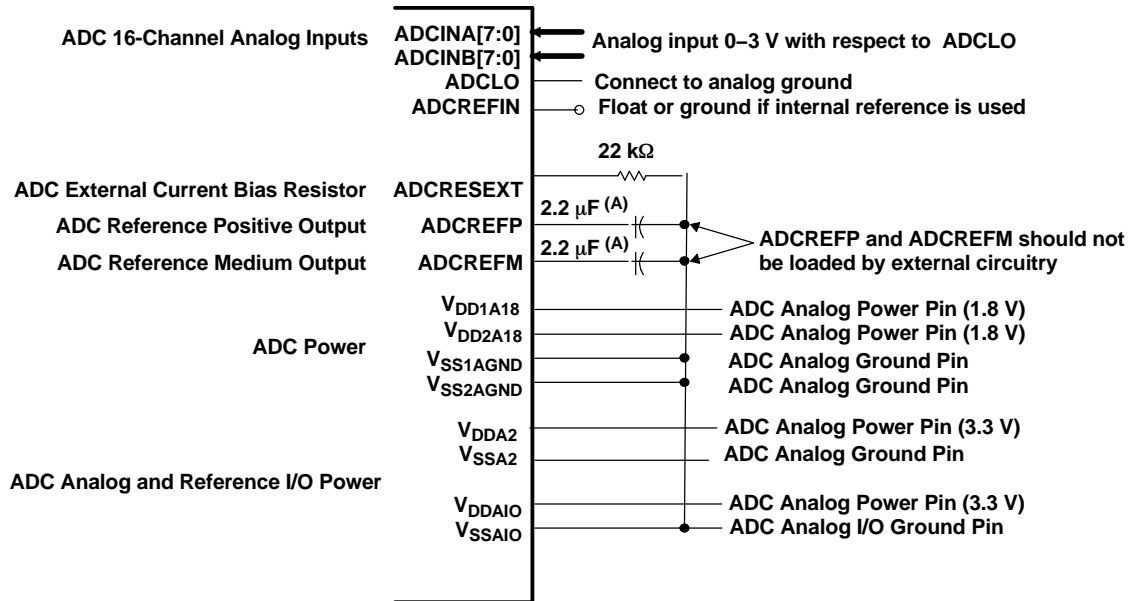 ADC 16-Channel Analog Inputs
ADCINA[7:0]
ADCINB[7:0]
Analog input 0–3 V with respect to ADCLO
ADCLO
Connect to analog ground
ADCREFIN
Float or ground if internal reference is used
22 kΩ
ADC External Current Bias Resistor
ADCRESEXT
2.2 μF (A)
ADC Reference Positive Output
ADCREFP
2.2 μF (A)
ADC Reference Medium Output
ADCREFM
ADCREFP and ADCREFM should not
be loaded by external circuitry
VDD1A18
ADC Analog Power Pin (1.8 V)
VDD2A18
ADC Analog Power Pin (1.8 V)
ADC Power
VSS1AGND
ADC Analog Ground Pin
VSS2AGND
ADC Analog Ground Pin
VDDA2
ADC Analog Power Pin (3.3 V)
VSSA2
ADC Analog Ground Pin
ADC Analog and Reference I/O Power
VDDAIO
ADC Analog Power Pin (3.3 V)
VSSAIO
ADC Analog I/O Ground Pin